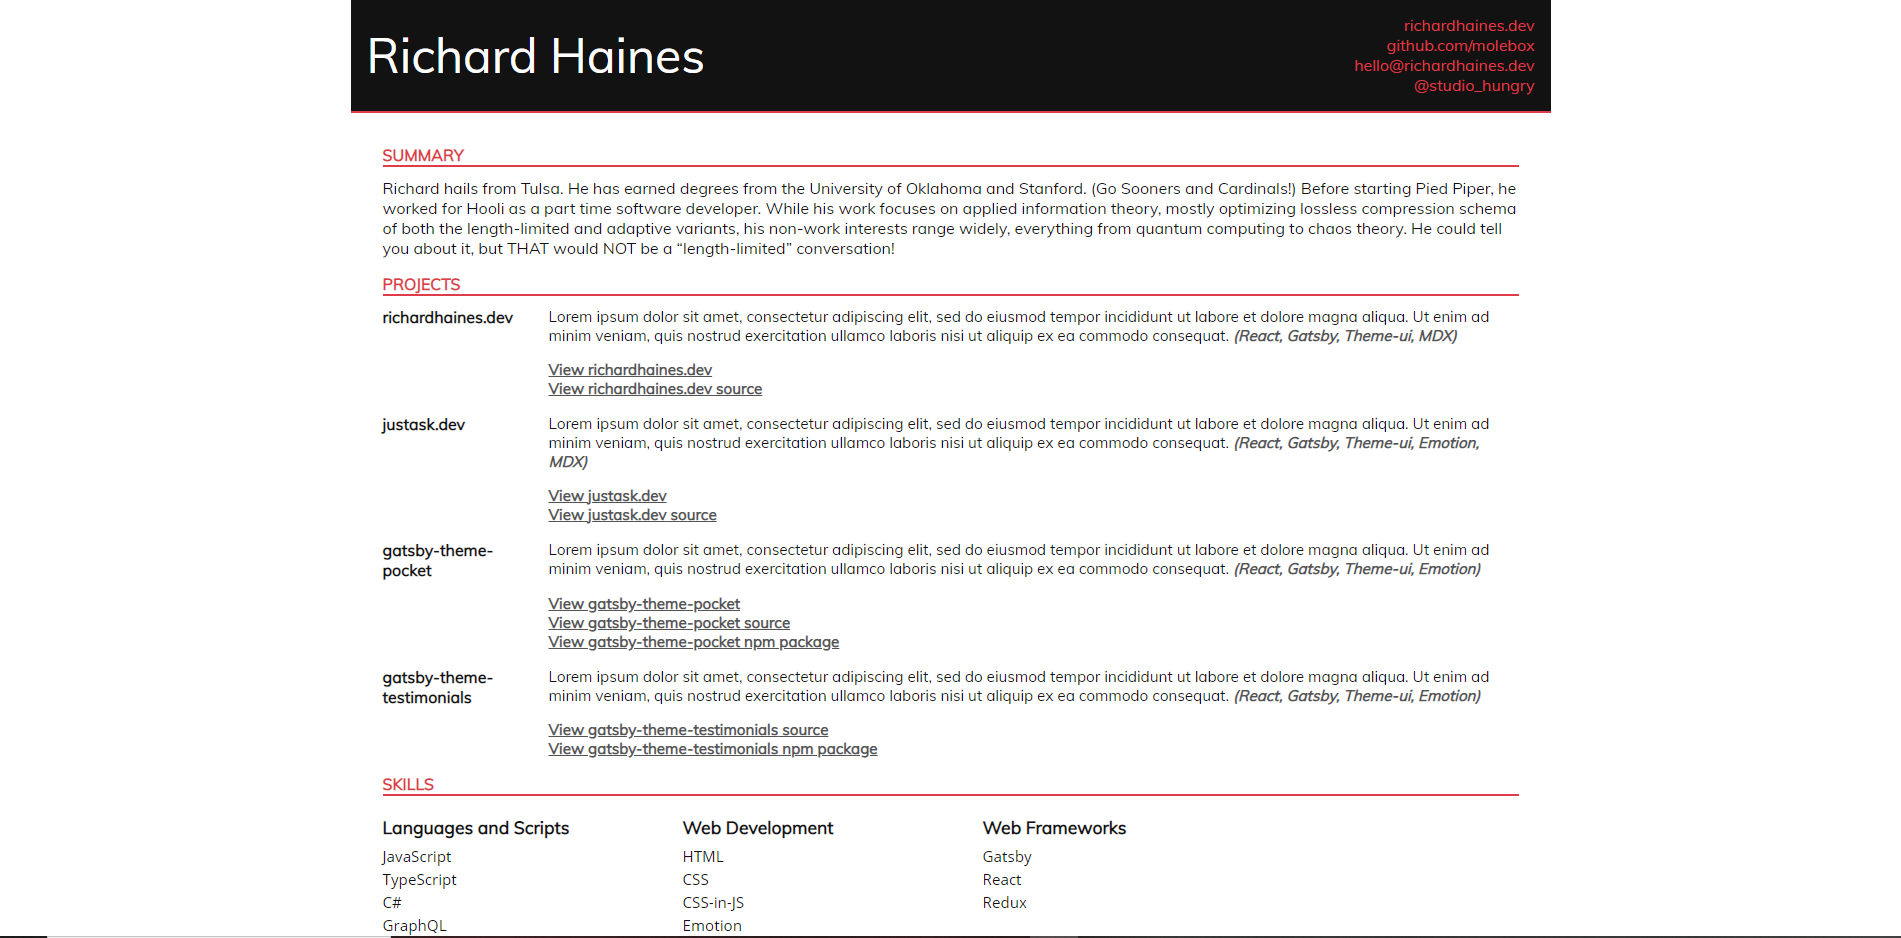 Richard Haines
richardhaines.dev
github.com/molebox
hello@richardhaines.dev
@studio_hungry
SUMMARY
Richard hails from Tulsa. He has earned degrees from the University of Oklahoma and Stanford. (Go Sooners and Cardinals!) Before starting Pied Piper, he
worked for Hooli as a part time software developer. While his work focuses on applied information theory, mostly optimizing lossless compression schema
of both the length-limited and adaptive variants, his non-work interests range widely, everything from quantum computing to chaos theory. He could tell
you about it, but THAT would NOT be a “length-limited” conversation!
PROJECTS
richardhaines.dev
Lorem ipsum dolor sit amet, consectetur adipiscing elit, sed do eiusmod tempor incididunt ut labore et dolore magna aliqua. Ut enim ad
minim veniam, quis nostrud exercitation ullamco laboris nisi ut aliquip ex ea commodo consequat. (React, Gatsby, Theme-ui, MDX)
View richardhaines.dev
View richardhaines.dev source
justask.dev
Lorem ipsum dolor sit amet, consectetur adipiscing elit, sed do eiusmod tempor incididunt ut labore et dolore magna aliqua. Ut enim ad
minim veniam, quis nostrud exercitation ullamco laboris nisi ut aliquip ex ea commodo consequat. (React, Gatsby, Theme-ui, Emotion,
MDX)
View justask.dev
View justask.dev source
gatsby-theme-
pocket
Lorem ipsum dolor sit amet, consectetur adipiscing elit, sed do eiusmod tempor incididunt ut labore et dolore magna aliqua. Ut enim ad
minim veniam, quis nostrud exercitation ullamco laboris nisi ut aliquip ex ea commodo consequat. (React, Gatsby, Theme-ui, Emotion)
View gatsby-theme-pocket
View gatsby-theme-pocket source
View gatsby-theme-pocket npm package
gatsby-theme-
testimonials
Lorem ipsum dolor sit amet, consectetur adipiscing elit, sed do eiusmod tempor incididunt ut labore et dolore magna aliqua. Ut enim ad
minim veniam, quis nostrud exercitation ullamco laboris nisi ut aliquip ex ea commodo consequat. (React, Gatsby, Theme-ui, Emotion)
View gatsby-theme-testimonials source
View gatsby-theme-testimonials npm package
SKILLS
Languages and Scripts
JavaScript
TypeScript
C#
GraphQL
Web Development
HTML
CSS
CSS-in-JS
Emotion
Web Frameworks
Gatsby
React
Redux